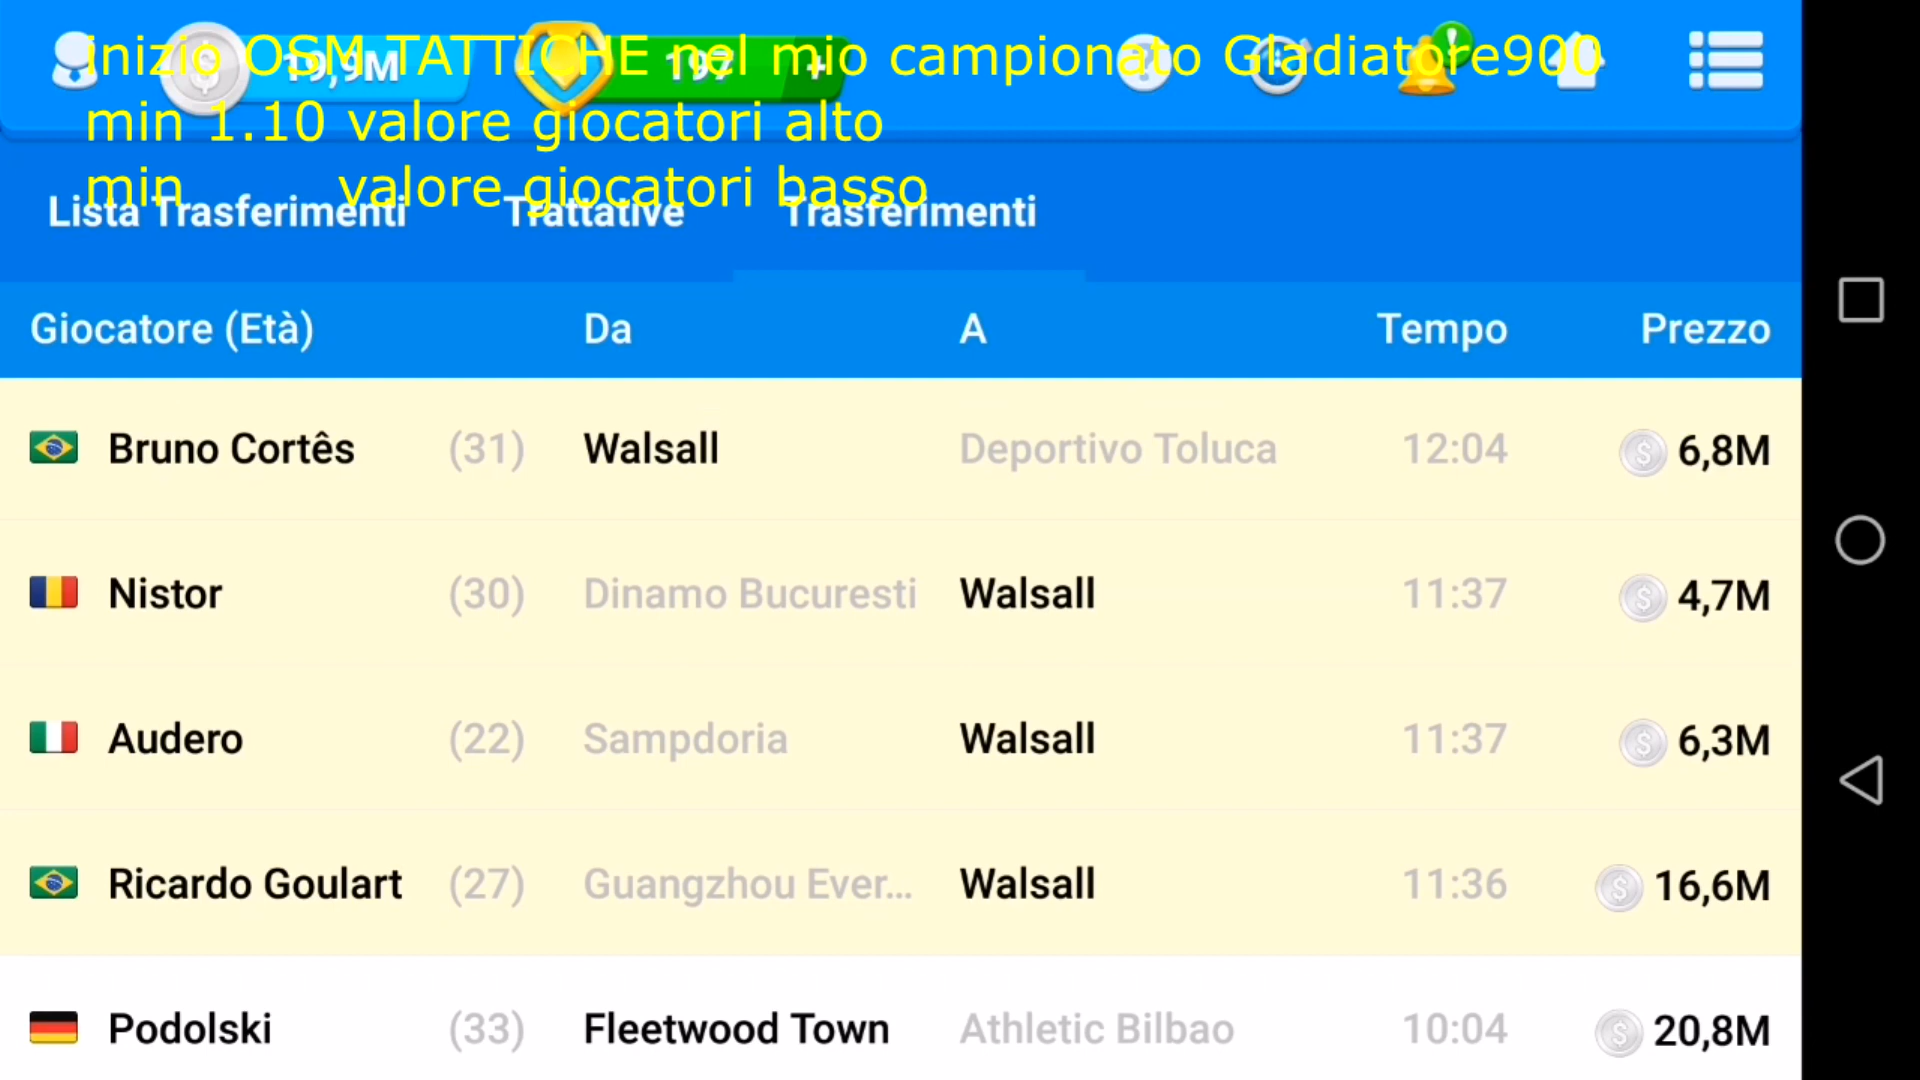 inizio OSM TATTICHE nel mio campionato Gladiatore900
19,9M 197 +
min 1.10 valore giocatori alto
min valore giocatori basso
Lista Trasferimenti Trattative Trasferimenti
Giocatore (Età) Da A Tempo Prezzo
Bruno Cortês (31) Walsall Deportivo Toluca 12:04 6,8M
Nistor (30) Dinamo Bucuresti Walsall 11:37 4,7M
Audero (22) Sampdoria Walsall 11:37 6,3M
Ricardo Goulart (27) Guangzhou Ever... Walsall 11:36 16,6M
Podolski (33) Fleetwood Town Athletic Bilbao 10:04 20,8M